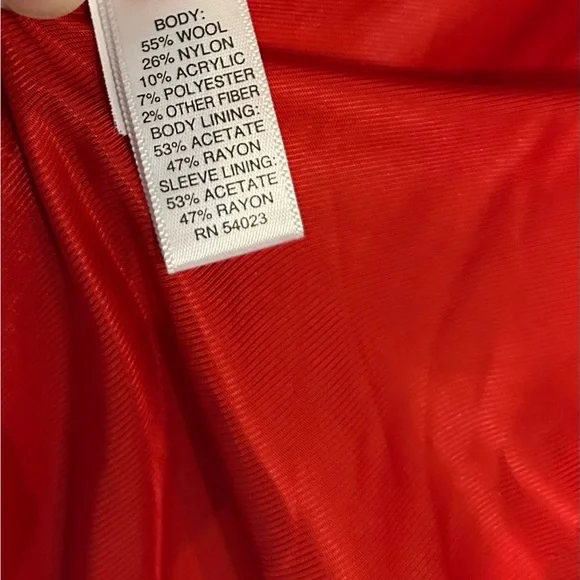 BODY:
55% WOOL
26% NYLON
10% ACRYLIC
7% POLYESTER
2% OTHER FIBER
BODY LINING:
53% ACETATE
47% RAYON
SLEEVE LINING:
53% ACETATE
47% RAYON
RN 54023